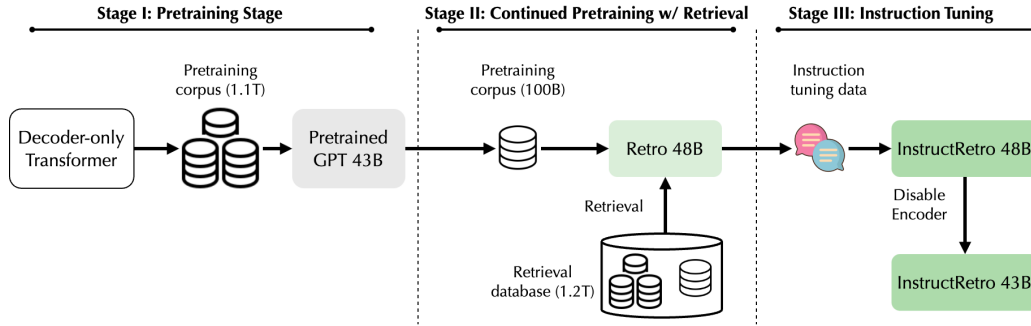 Stage I: Pretraining Stage
Stage II: Continued Pretraining w/ Retrieval
Stage III: Instruction Tuning
Decoder-only
Transformer
Pretraining
corpus (1.1T)
Pretrained
GPT 43B
Pretraining
corpus (100B)
Retro 48B
Retrieval
Retrieval
database (1.2T)
Instruction
tuning data
InstructRetro 48B
Disable
Encoder
InstructRetro 43B